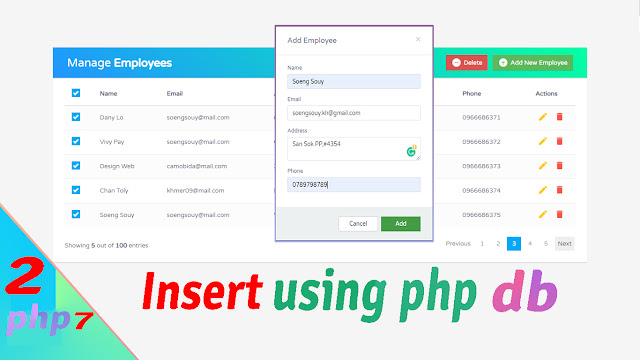 Manage Employees
Delete
Add New Employee
Name Email Phone Actions
Dany Lo. soengsouy@mail.com 0966686371
Vivy Pay soengsouy@mail.com 0966686372
Design Web camobida@mail.com 0966686373
Chan Toly khmer09@mail.com 0966686374
Soeng Souy soengsouy@mail.com 0966686375
Showing 5 out of 100 entries
Previous 1 2 3 4 5 Next
Add Employee ×
Name
Soeng Souy
Email
soengsouy.kh@gmail.com
Address
San Sok PP,#4354
Phone
0789798789
Cancel Add
2
php7
Insert using php db